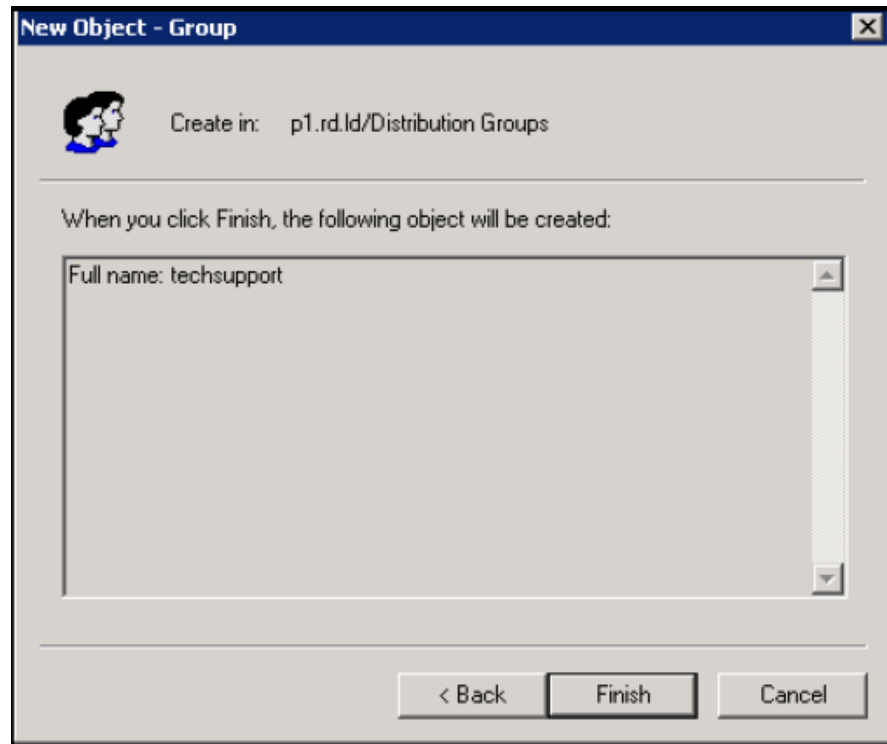 New Object - Group
Create in: p1.rd.ld/Distribution Groups
When you click Finish, the following object will be created:
Full name: techsupport
< Back Finish Cancel